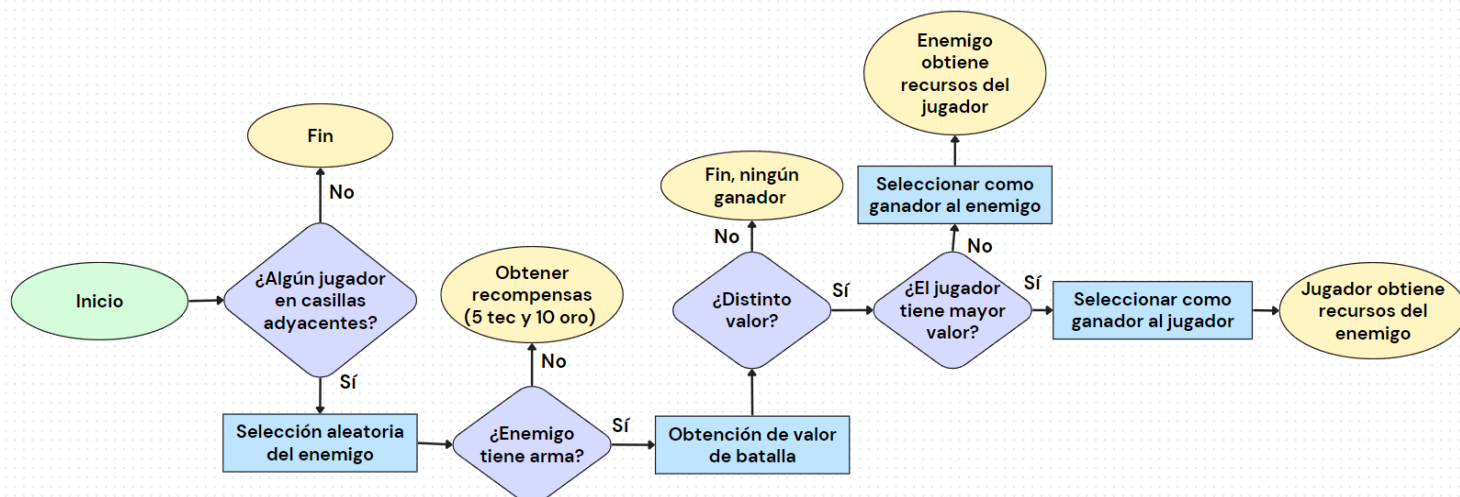 Inicio
¿Algún jugador
en casillas
adyacentes?
No
Fin
Sí
Selección aleatoria
del enemigo
¿Enemigo
tiene arma?
No
Obtener
recompensas
(5 tec y 10 oro)
Sí
Obtención de valor
de batalla
¿Distinto
valor?
No
Fin, ningún
ganador
Sí
¿El jugador
tiene mayor
valor?
No
Seleccionar como
ganador al enemigo
Enemigo
obtiene
recursos del
jugador
Sí
Seleccionar como
ganador al jugador
Jugador obtiene
recursos del
enemigo